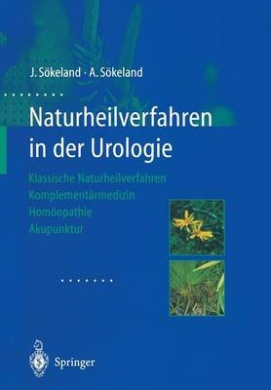 J. Sökeland · A. Sökeland
Naturheilverfahren
in der Urologie
Klassische Naturheilverfahren
Komplementärmedizin
Homöopathie
Akupunktur
Springer